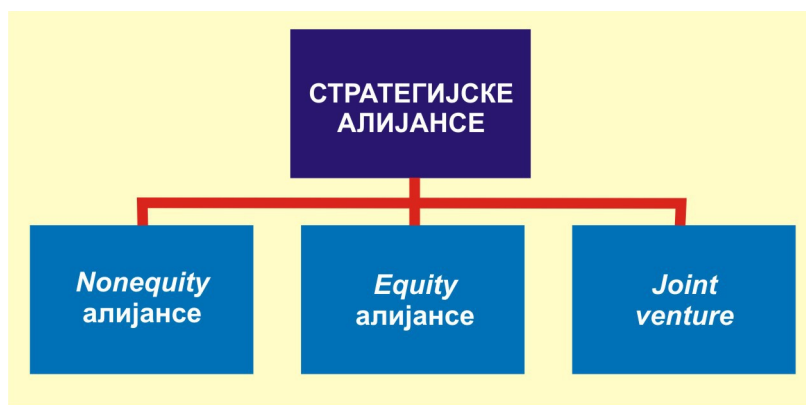 СТРАТЕГИЈСКЕ
АЛИЈАНСЕ
Nonequity
алијансе
Equity
алијансе
Joint
venture